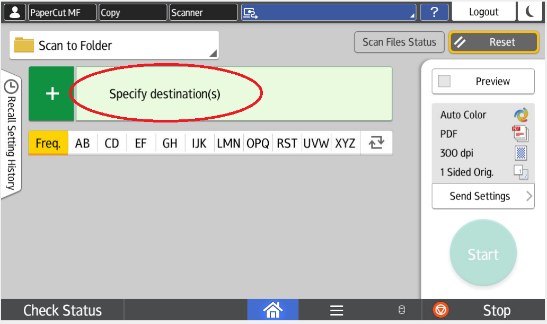 PaperCut MF Copy Scanner ? Logout
Scan to Folder Scan Files Status Reset
Recall Setting History
+ Specify destination(s)
Freq. AB CD EF GH IJK LMN OPQ RST UVW XYZ
Preview
Auto Color
PDF
300 dpi
1 Sided Orig.
Send Settings
Start
Check Status Stop